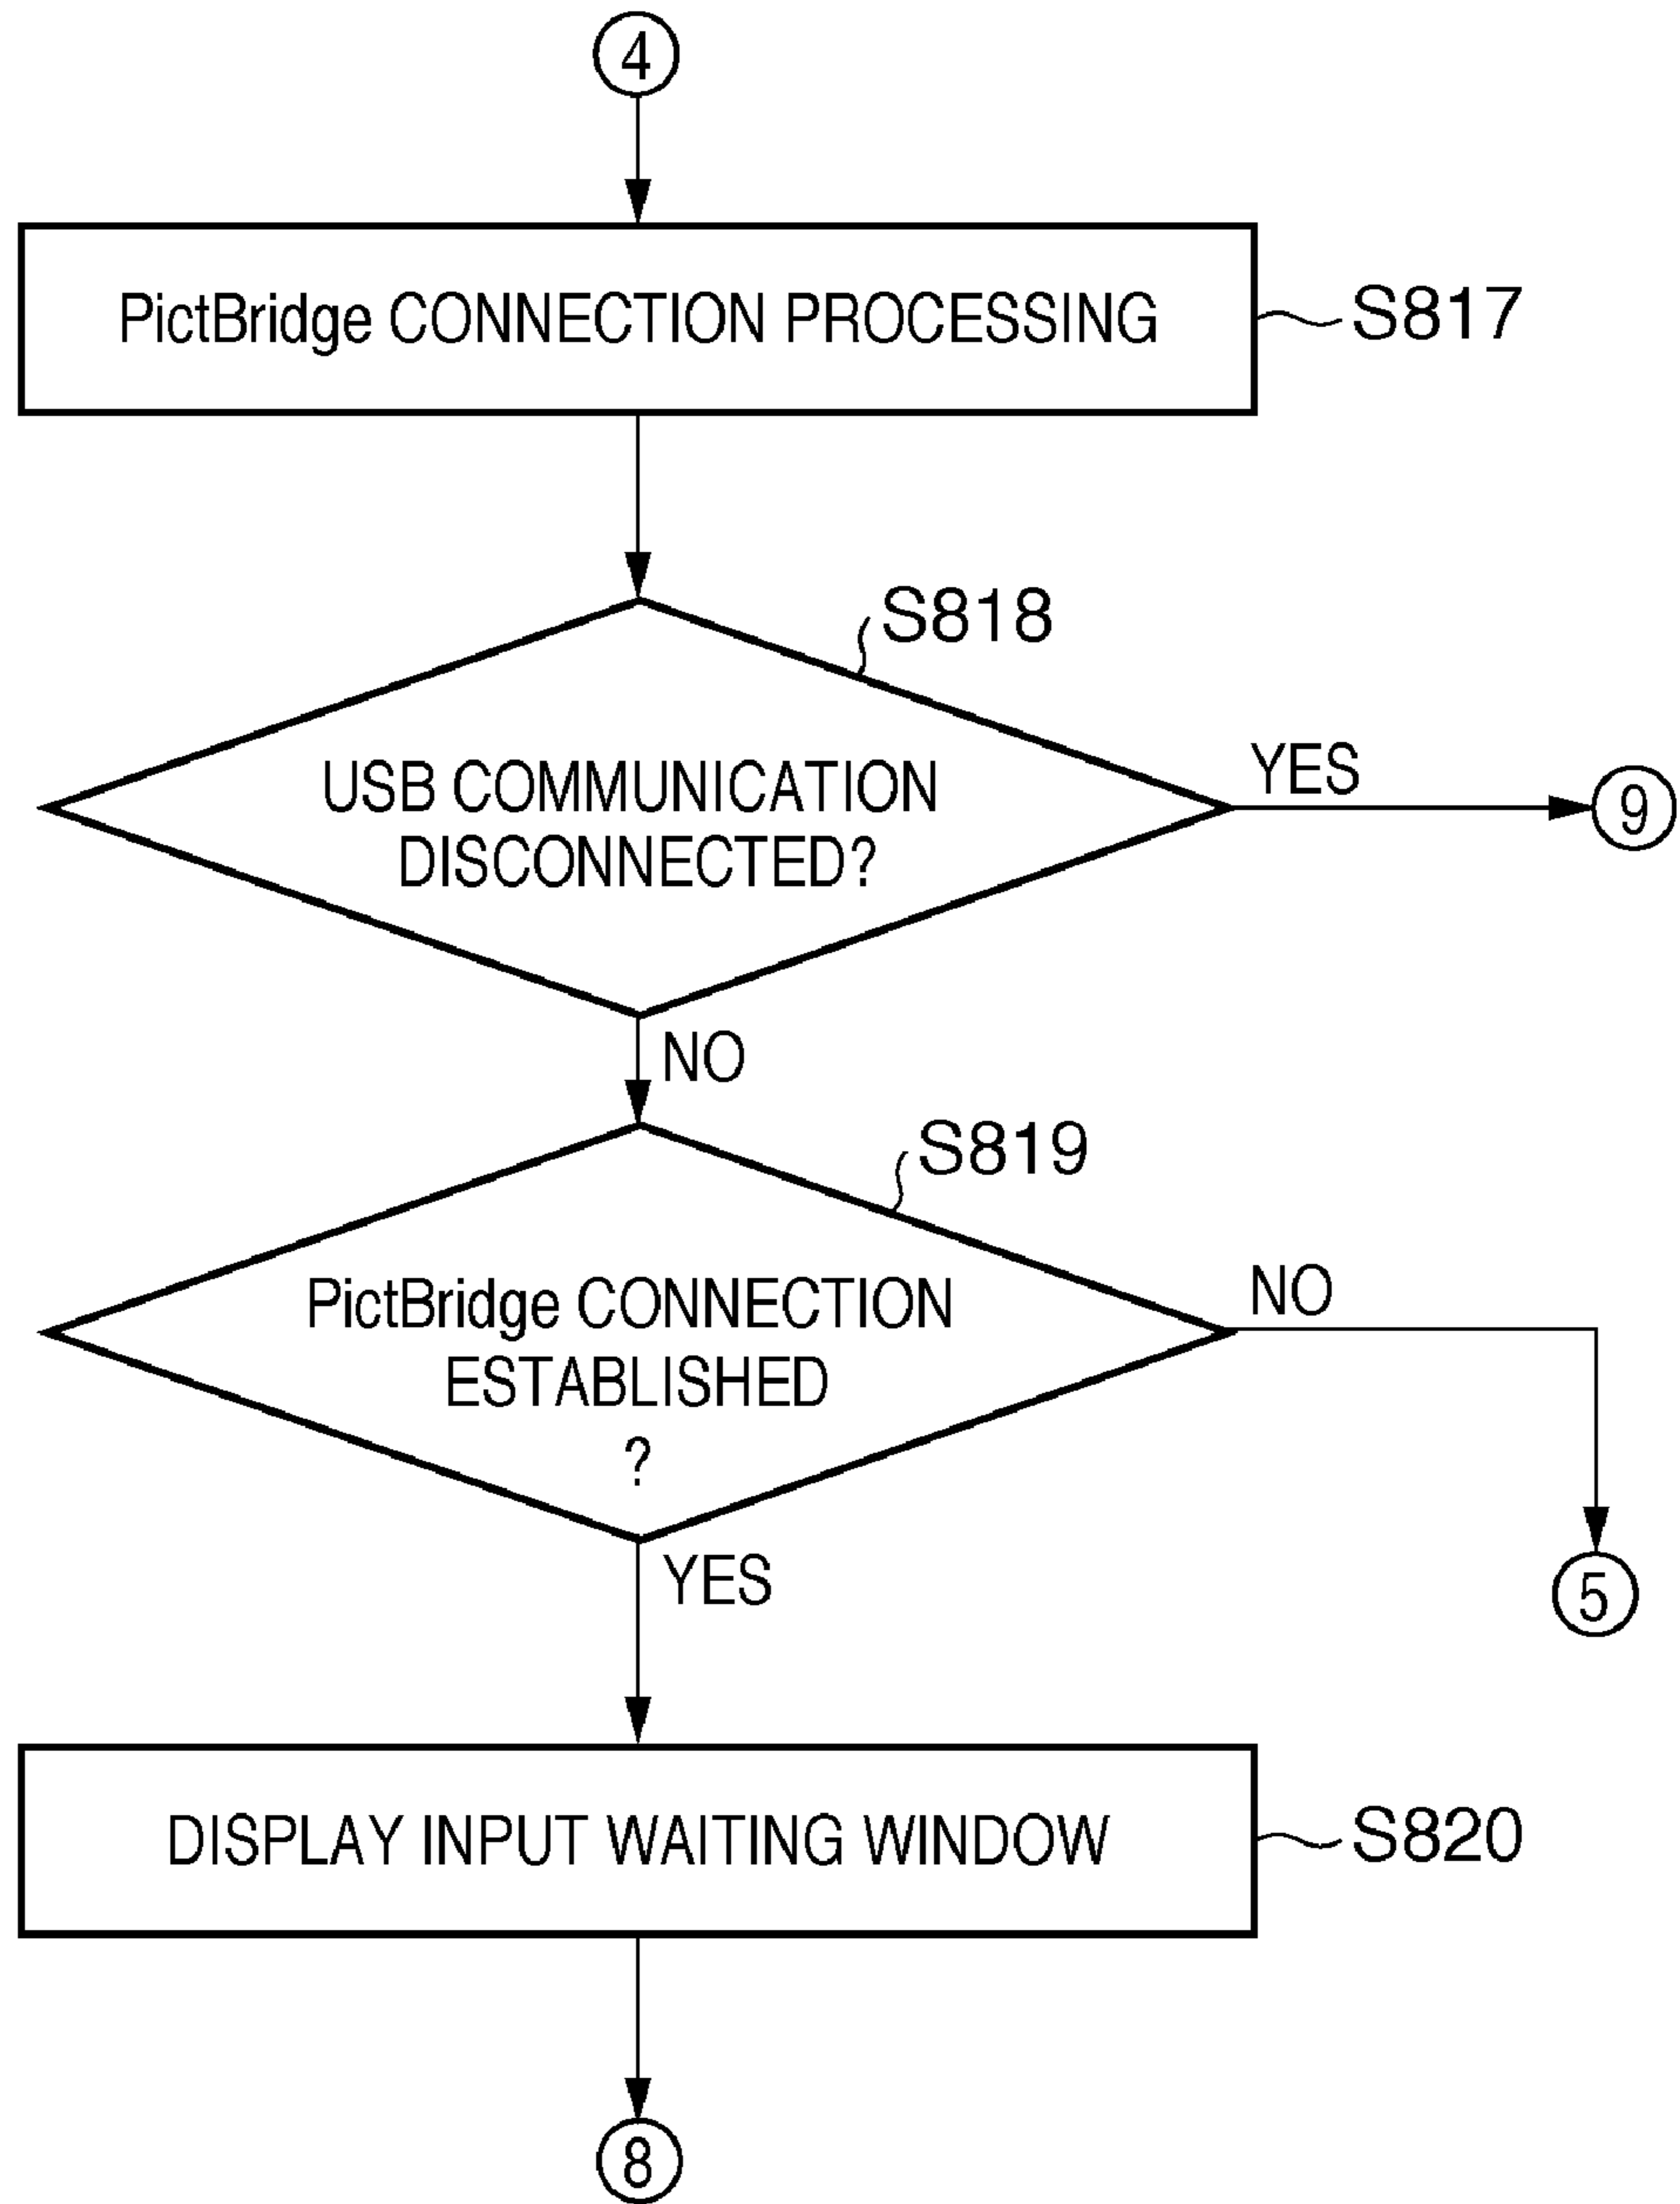 4
PictBridge CONNECTION PROCESSING
S817
S818
USB COMMUNICATION
DISCONNECTED?
YES
9
NO
S819
PictBridge CONNECTION
ESTABLISHED
?
NO
5
YES
DISPLAY INPUT WAITING WINDOW
S820
8